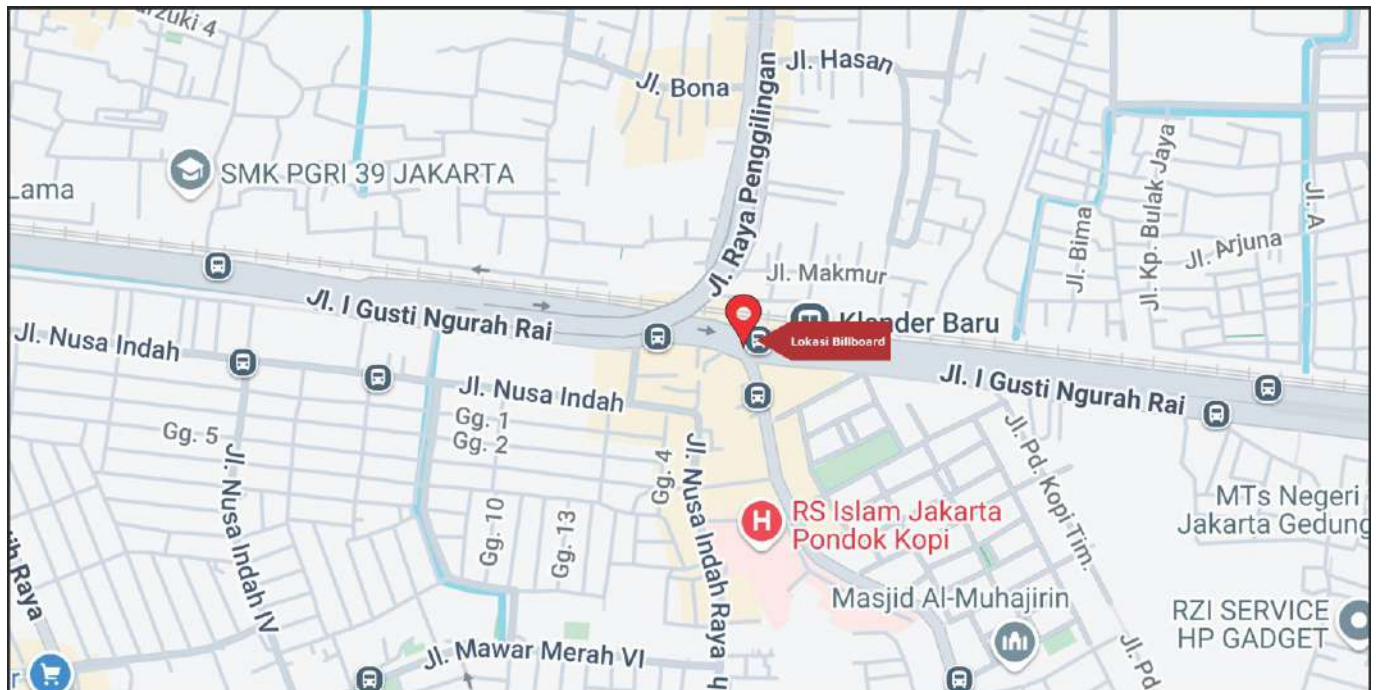 Jl. Hasan
Jl. Bona
Jl. Raya Penggilingan
SMK PGRI 39 JAKARTA
Lama
Jl. Bima
Jl. Kp. Bulak Jaya
Jl. Arjuna
Jl. A
Jl. Makmur
Jl. I Gusti Ngurah Rai
Klender Baru
Lokasi Billboard
Jl. Nusa Indah
Jl. I Gusti Ngurah Rai
Jl. Nusa Indah
Gg. 1
Gg. 2
Gg. 5
Jl. Nusa Indah IV
Gg. 10
Gg. 13
Gg. 4
Jl. Nusa Indah Raya
Jl. Pd. Kopi Tim.
MTs Negeri
Jakarta Gedung
H
RS Islam Jakarta
Pondok Kopi
Raya
Masjid Al-Muhajirin
RZI SERVICE
HP GADGET
Jl. Pd
Jl. Mawar Merah VI